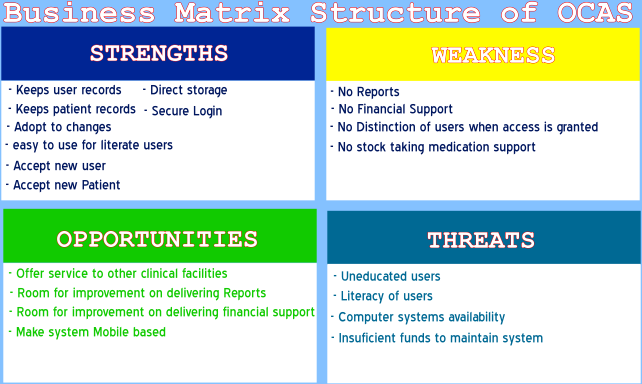 Business Matrix Structure of OCAS
STRENGTHS
- Keeps user records - Direct storage
- Keeps patient records - Secure Login
- Adopt to changes
- easy to use for literate users
- Accept new user
- Accept new Patient
WEAKNESS
- No Reports
- No Financial Support
- No Distinction of users when access is granted
- No stock taking medication support
OPPORTUNITIES
- Offer service to other clinical facilities
- Room for improvement on delivering Reports
- Room for improvement on delivering financial support
- Make system Mobile based
THREATS
- Uneducated users
- Literacy of users
- Computer systems availability
- Insuficient funds to maintain system